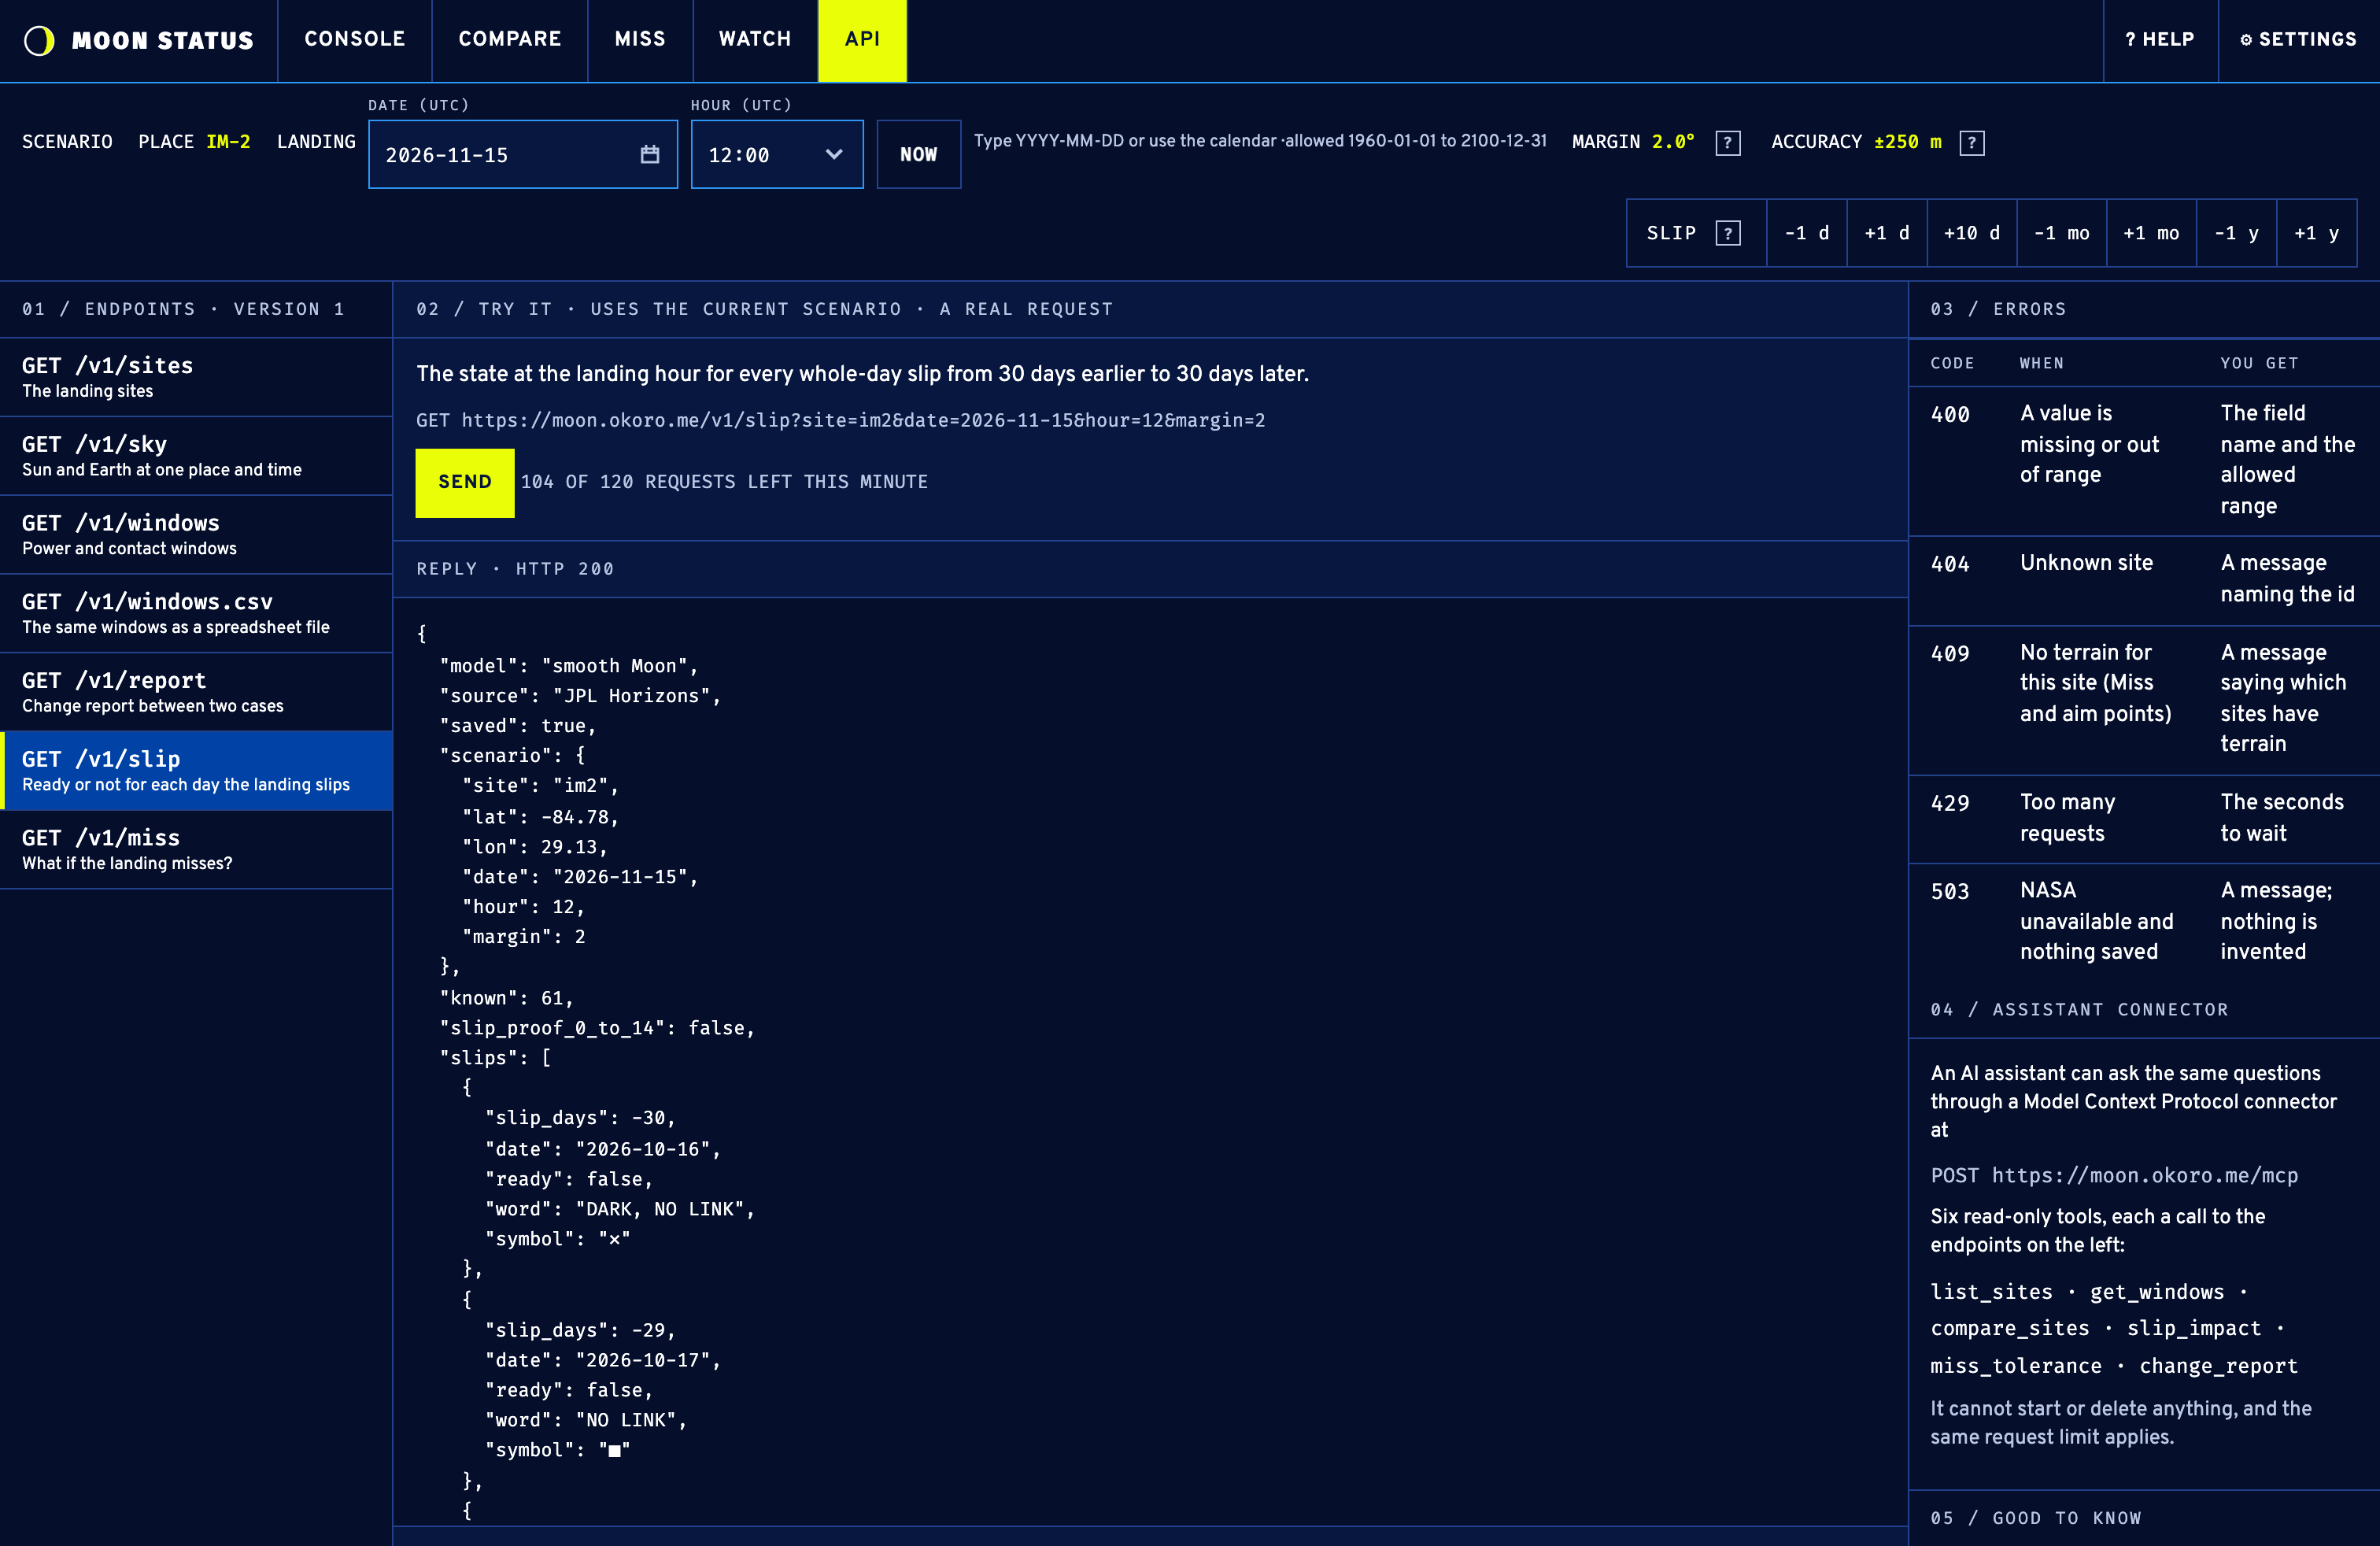 MOON STATUS
CONSOLE
COMPARE
MISS
WATCH
API
? HELP
⚙ SETTINGS
DATE (UTC)
HOUR (UTC)
SCENARIO PLACE IM-2 LANDING
2026-11-15
12:00
NOW
Type YYYY-MM-DD or use the calendar ·allowed 1960-01-01 to 2100-12-31
MARGIN 2.0° ?
ACCURACY ±250 m ?
SLIP ?
-1 d
+1 d
+10 d
-1 mo
+1 mo
-1 y
+1 y
01 / ENDPOINTS · VERSION 1
GET /v1/sites
The landing sites
GET /v1/sky
Sun and Earth at one place and time
GET /v1/windows
Power and contact windows
GET /v1/windows.csv
The same windows as a spreadsheet file
GET /v1/report
Change report between two cases
GET /v1/slip
Ready or not for each day the landing slips
GET /v1/miss
What if the landing misses?
02 / TRY IT · USES THE CURRENT SCENARIO · A REAL REQUEST
The state at the landing hour for every whole-day slip from 30 days earlier to 30 days later.
GET https://moon.okoro.me/v1/slip?site=im2&date=2026-11-15&hour=12&margin=2
SEND
104 OF 120 REQUESTS LEFT THIS MINUTE
REPLY · HTTP 200
{
"model": "smooth Moon",
"source": "JPL Horizons",
"saved": true,
"scenario": {
"site": "im2",
"lat": -84.78,
"lon": 29.13,
"date": "2026-11-15",
"hour": 12,
"margin": 2
},
"known": 61,
"slip_proof_0_to_14": false,
"slips": [
{
"slip_days": -30,
"date": "2026-10-16",
"ready": false,
"word": "DARK, NO LINK",
"symbol": "×"
},
{
"slip_days": -29,
"date": "2026-10-17",
"ready": false,
"word": "NO LINK",
"symbol": "■"
},
{
03 / ERRORS
CODE WHEN YOU GET
400
A value is
missing or out
of range
The field
name and the
allowed
range
404
Unknown site
A message
naming the id
409
No terrain for
this site (Miss
and aim points)
A message
saying which
sites have
terrain
429
Too many
requests
The seconds
to wait
503
NASA
unavailable and
nothing saved
A message;
nothing is
invented
04 / ASSISTANT CONNECTOR
An AI assistant can ask the same questions
through a Model Context Protocol connector
at
POST https://moon.okoro.me/mcp
Six read-only tools, each a call to the
endpoints on the left:
list_sites · get_windows ·
compare_sites · slip_impact ·
miss_tolerance · change_report
It cannot start or delete anything, and the
same request limit applies.
05 / GOOD TO KNOW